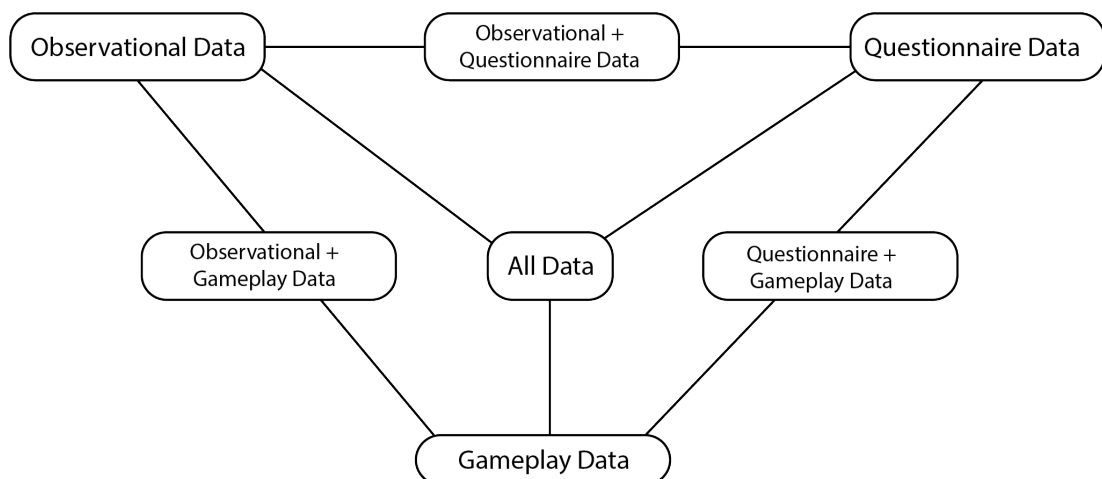 Observational Data
Observational +
Questionnaire Data
Questionnaire Data
Observational +
Gameplay Data
All Data
Questionnaire +
Gameplay Data
Gameplay Data